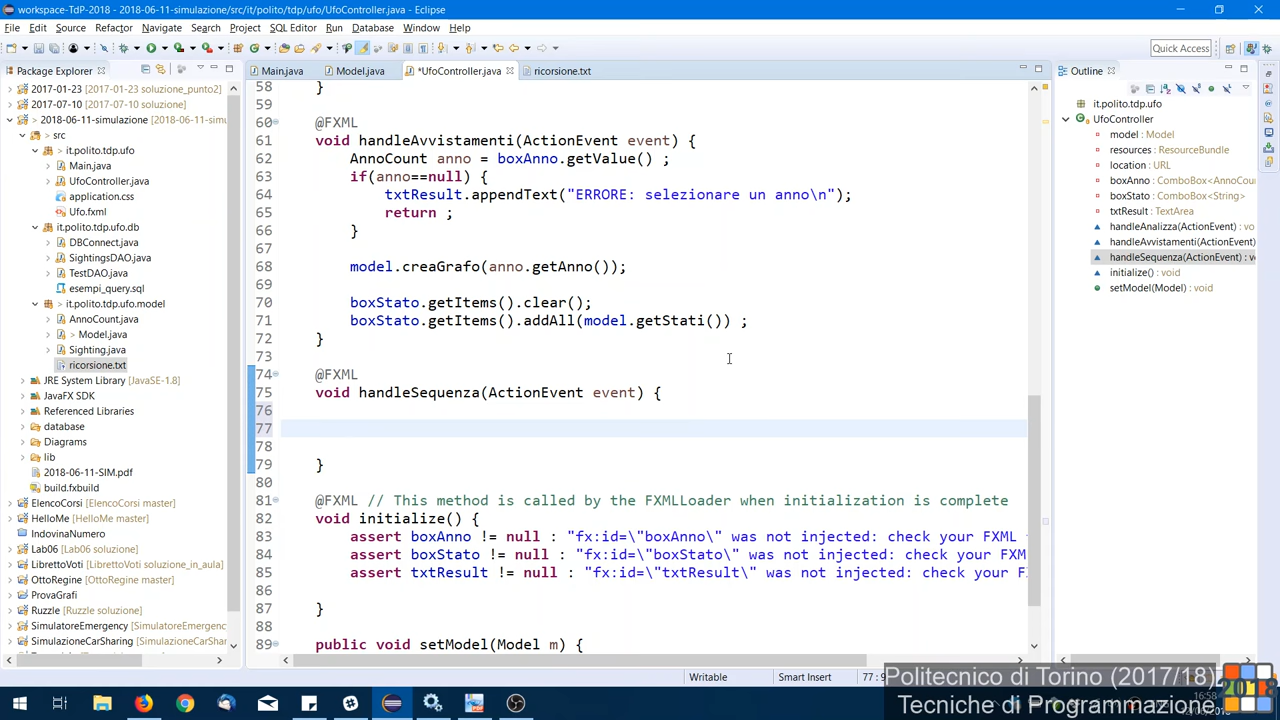 workspace-TdP-2018 - 2018-06-11-simulazione/src/it/polito/tdp/ufo/UfoController.java - Eclipse
File Edit Source Refactor Navigate Search Project SQL Editor Run Database Window Help
Quick Access
Package Explorer
Main.java
Model.java
*UfoController.java
ricorsione.txt
Outline
2017-01-23 [2017-01-23 soluzione_punto2]
2017-07-10 [2017-07-10 soluzione]
2018-06-11-simulazione [2018-06-11-simu
src
> it.polito.tdp.ufo
Main.java
UfoController.java
application.css
Ufo.fxml
it.polito.tdp.ufo.db
DBConnect.java
SightingsDAO.java
TestDAO.java
esempi_query.sql
> it.polito.tdp.ufo.model
AnnoCount.java
> Model.java
Sighting.java
ricorsione.txt
JRE System Library [JavaSE-1.8]
JavaFX SDK
Referenced Libraries
database
Diagrams
lib
2018-06-11-SIM.pdf
build.fxbuild
ElencoCorsi [ElencoCorsi master]
HelloMe [HelloMe master]
IndovinaNumero
Lab06 [Lab06 soluzione]
LibrettoVoti [LibrettoVoti soluzione_in_aula]
OttoRegine [OttoRegine master]
ProvaGrafi
Ruzzle [Ruzzle soluzione]
SimulatoreEmergency [SimulatoreEmergency
SimulazioneCarSharing [SimulazioneCarSharing
58 }
59
60 @FXML
61 void handleAvvistamenti(ActionEvent event) {
62 AnnoCount anno = boxAnno.getValue() ;
63 if(anno==null) {
64 txtResult.appendText("ERRORE: selezionare un anno\n");
65 return ;
66 }
67
68 model.creaGrafo(anno.getAnno());
69
70 boxStato.getItems().clear();
71 boxStato.getItems().addAll(model.getStati()) ;
72 }
73
74 @FXML
75 void handleSequenza(ActionEvent event) {
76
77
78
79 }
80
81 @FXML // This method is called by the FXMLLoader when initialization is complete
82 void initialize() {
83 assert boxAnno != null : "fx:id=\"boxAnno\" was not injected: check your FXML
84 assert boxStato != null : "fx:id=\"boxStato\" was not injected: check your FXM
85 assert txtResult != null : "fx:id=\"txtResult\" was not injected: check your F
86
87 }
88
89 public void setModel(Model m) {
it.polito.tdp.ufo
UfoController
model : Model
resources : ResourceBundle
location : URL
boxAnno : ComboBox<AnnoCou
boxStato : ComboBox<String>
txtResult : TextArea
handleAnalizza(ActionEvent) : vo
handleAvvistamenti(ActionEvent)
handleSequenza(ActionEvent) : v
initialize() : void
setModel(Model) : void
Writable
Smart Insert
77 : 9
Politecnico di Torino (2017/18)
Tecniche di Programmazione
2018
16:58